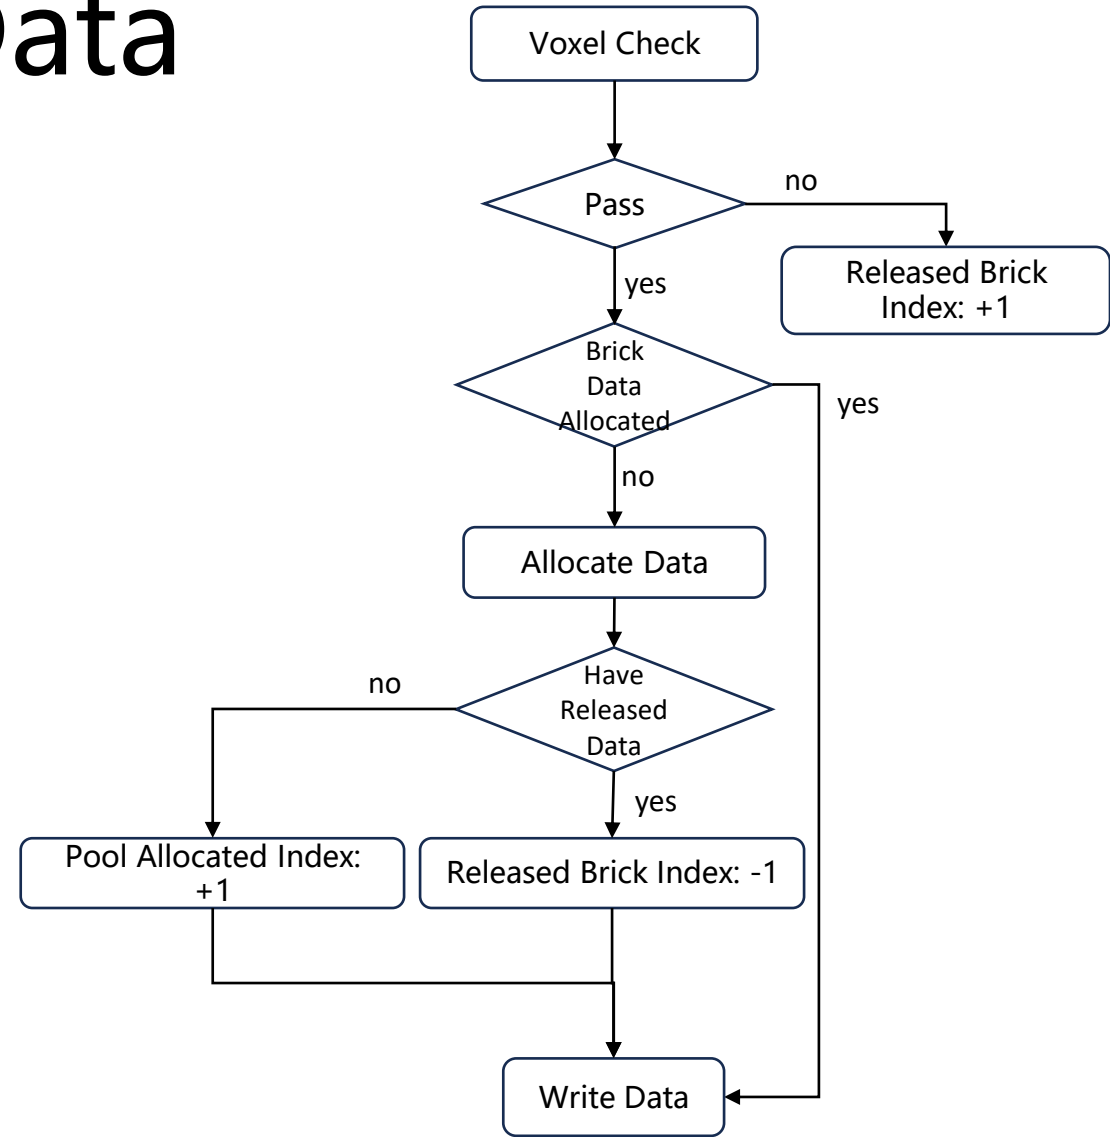 Data
Voxel Check
Pass
no
Released Brick
Index: +1
yes
Brick
Data
Allocated
yes
no
Allocate Data
Have
Released
Data
no
yes
Pool Allocated Index:
+1
Released Brick Index: -1
Write Data